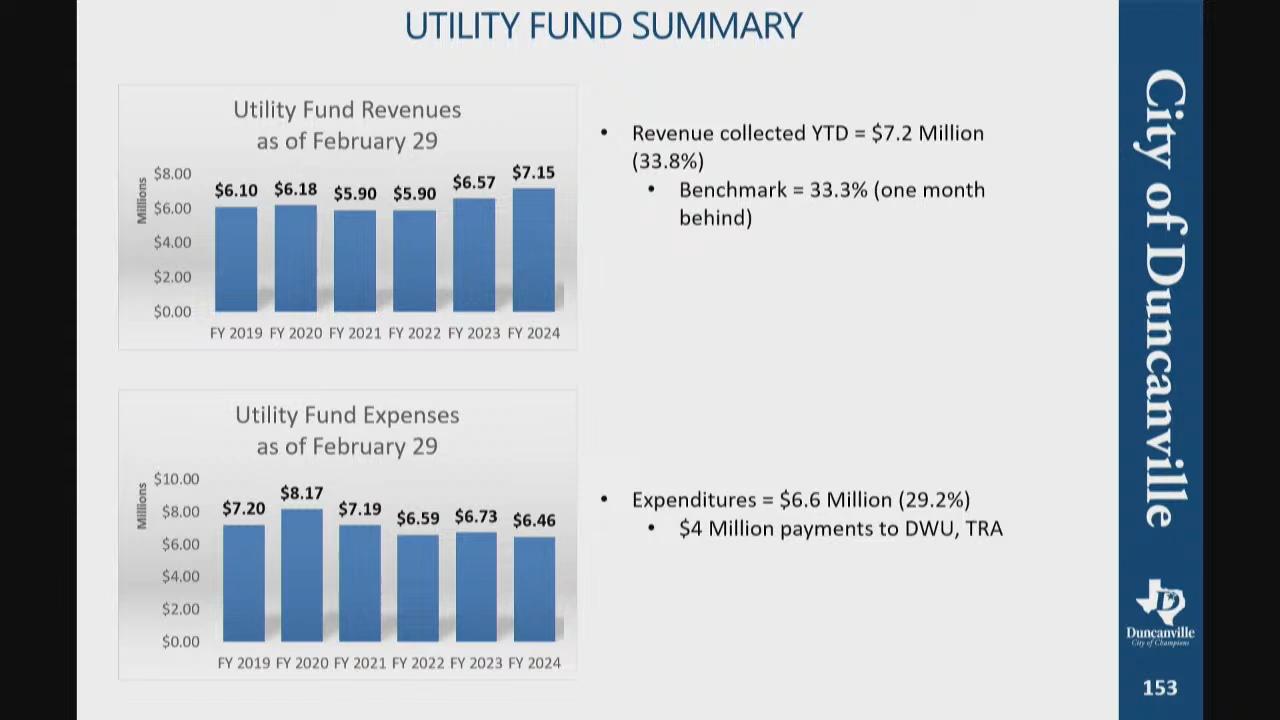 UTILITY FUND SUMMARY
Utility Fund Revenues
as of February 29
Millions
$8.00
$6.00
$4.00
$2.00
$0.00
$6.10
$6.18
$5.90
$5.90
$6.57
$7.15
FY 2019
FY 2020
FY 2021
FY 2022
FY 2023
FY 2024
• Revenue collected YTD = $7.2 Million
(33.8%)
• Benchmark = 33.3% (one month
behind)
Utility Fund Expenses
as of February 29
Millions
$10.00
$8.00
$6.00
$4.00
$2.00
$0.00
$7.20
$8.17
$7.19
$6.59
$6.73
$6.46
FY 2019
FY 2020
FY 2021
FY 2022
FY 2023
FY 2024
• Expenditures = $6.6 Million (29.2%)
• $4 Million payments to DWU, TRA
City of Duncanville
D
Duncanville
City of Champions
153